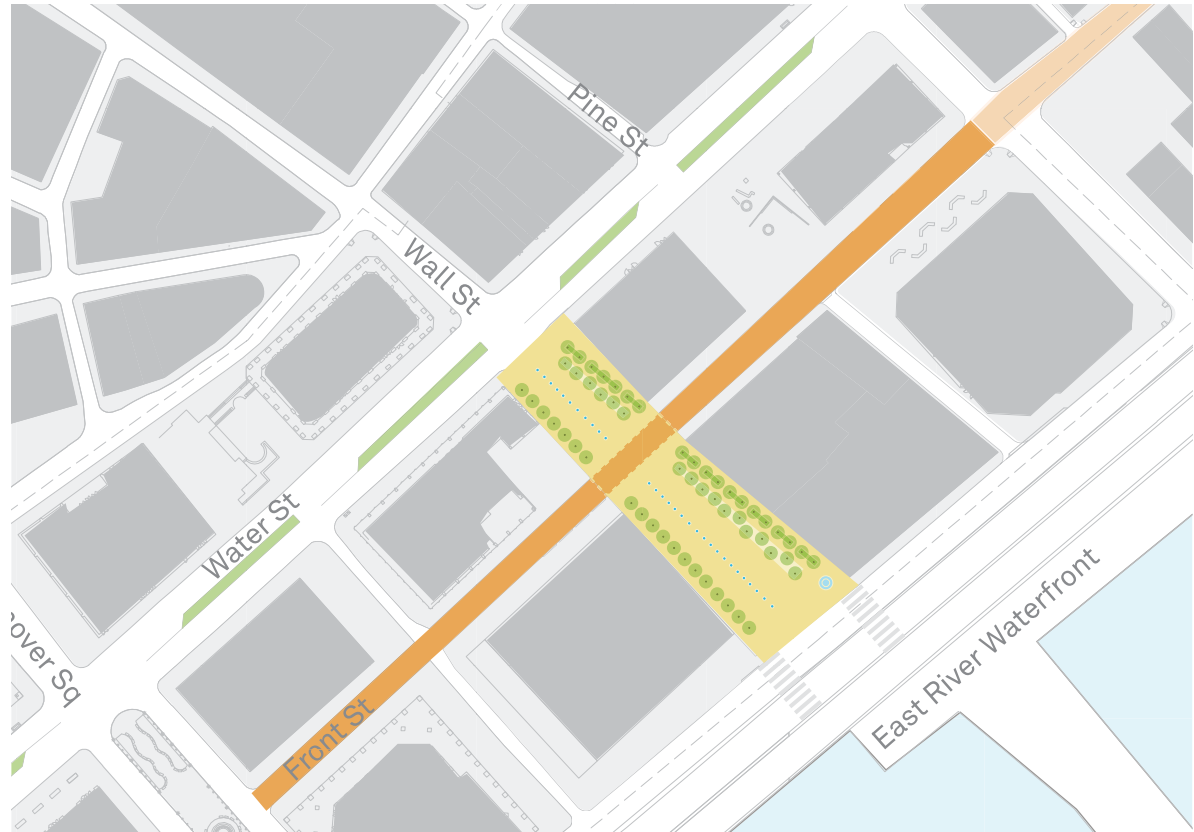 Pine St
Wall St
Water St
over Sq
Front St
East River Waterfront